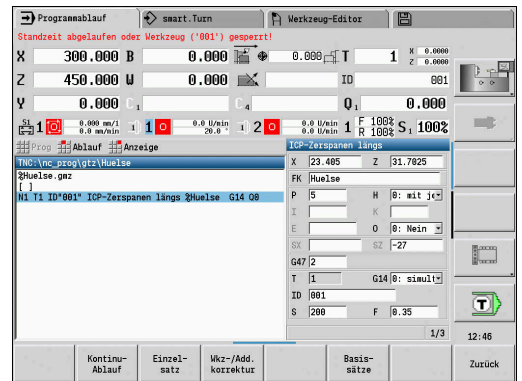 Programmablauf smart.Turn Werkzeug-Editor
Standzeit abgelaufen oder Werkzeug ('001') gesperrt!
X 300.000 B 0.000 0.000 T 1 X 0.0000 Z 0.0000
Z 450.000 U 0.000 ID 001
Y 0.000 C1 C4 Q1 0.000
SL 1 0.000 mm/1 0.0 m/min 1) 1 0 0.0 U/min 20.0 ° 1) 2 0 0.0 U/min 0.0 U/min 1 F 100% R 100% S1 100%
Prog Ablauf Anzeige
TNC:\nc_prog\gtz\Huelse
%Huelse.gmz
[ ]
N1 T1 ID"001" ICP-Zerspanen längs %Huelse G14 Q0
ICP-Zerspanen längs
X 23.405 Z 31.7025
FK Huelse
P 5 H 0: mit je
I K
E O 0: Nein
SX SZ -27
G47 2
T 1 G14 0: simult
ID 001
S 200 F 0.35
1/3
T
12:46
Kontinu-Ablauf Einzel-satz Wkz-/Add. korrektur Basis-sätze Zurück